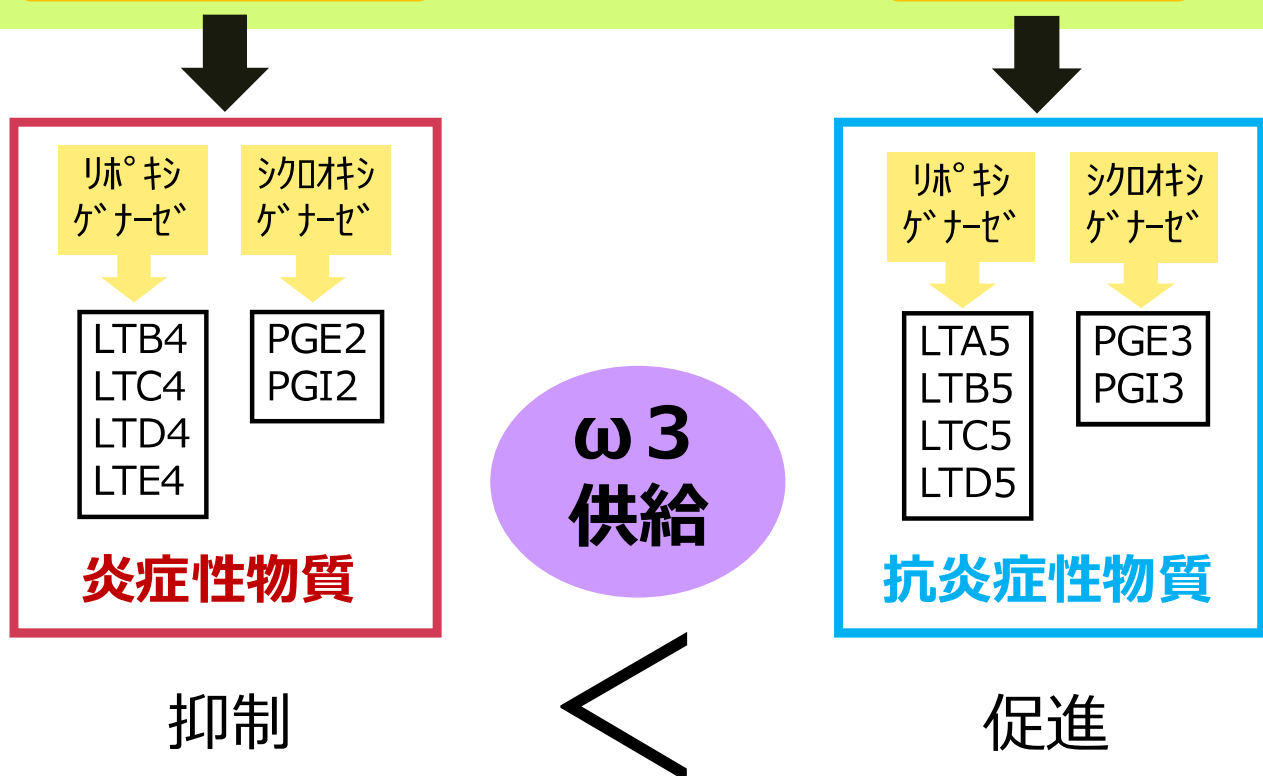 ﾘﾎﾟｷｼ
ｹﾞﾅｰｾﾞ
ｼｸﾛｵｷｼ
ｹﾞﾅｰｾﾞ
LTB4
LTC4
LTD4
LTE4
PGE2
PGI2
炎症性物質
抑制
ω３
供給
＜
ﾘﾎﾟｷｼ
ｹﾞﾅｰｾﾞ
ｼｸﾛｵｷｼ
ｹﾞﾅｰｾﾞ
LTA5
LTB5
LTC5
LTD5
PGE3
PGI3
抗炎症性物質
促進